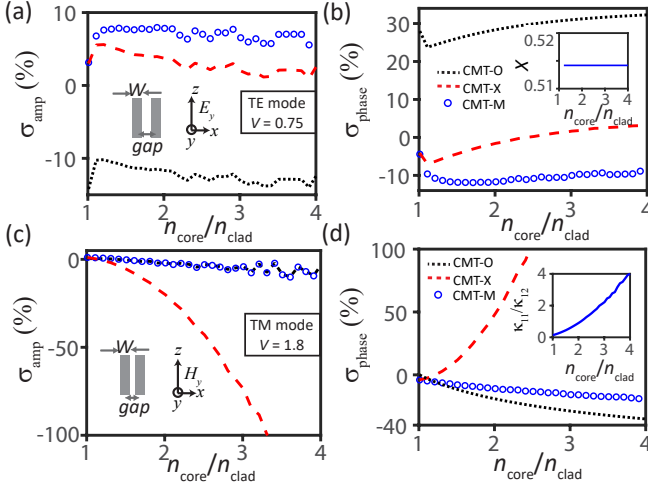 (a)
σamp (%)
10
0
-10
W
gap
z
Ey
x
y
TE mode
V = 0.75
1
2
3
4
ncore/nclad
(b)
σphase (%)
30
20
10
0
-10
CMT-O
CMT-X
CMT-M
X
0.52
0.51
1 2 3 4
ncore/nclad
1
2
3
4
ncore/nclad
(c)
σamp (%)
0
-50
-100
W
gap
z
Hy
x
y
TM mode
V = 1.8
1
2
3
4
ncore/nclad
(d)
σphase (%)
100
50
0
-40
CMT-O
CMT-X
CMT-M
κ11/κ12
4
2
0
1 2 3 4
ncore/nclad
1
2
3
4
ncore/nclad